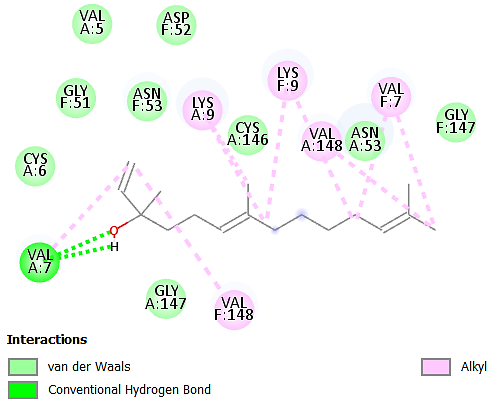 VAL
A:5
ASP
F:52
LYS
F:9
VAL
F:7
GLY
F:51
ASN
F:53
LYS
A:9
CYS
A:146
VAL
A:148
ASN
A:53
GLY
F:147
CYS
A:6
O
H
VAL
A:7
GLY
A:147
VAL
F:148
Interactions
van der Waals
Conventional Hydrogen Bond
Alkyl